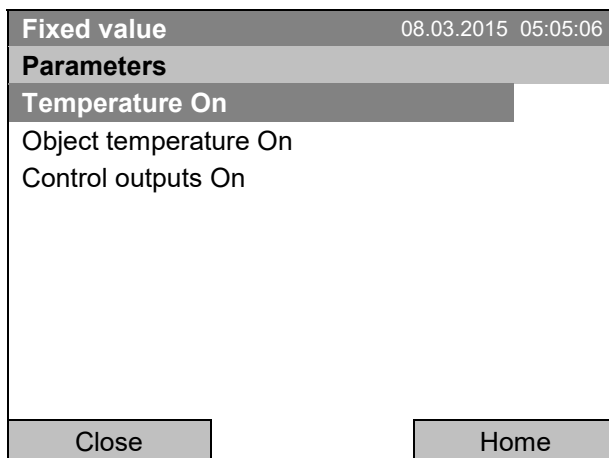 Fixed value 08.03.2015 05:05:06
Parameters
Temperature On
Object temperature On
Control outputs On
Close Home